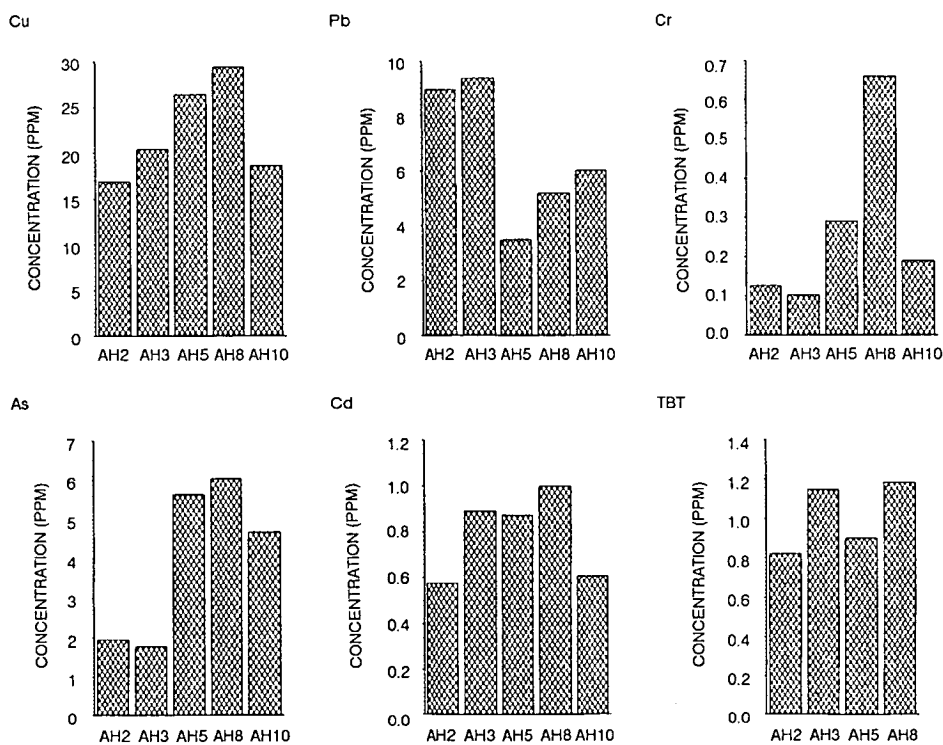 Cu
CONCENTRATION (PPM)
30
25
20
15
10
5
0
AH2 AH3 AH5 AH8 AH10
Pb
CONCENTRATION (PPM)
10
8
6
4
2
0
AH2 AH3 AH5 AH8 AH10
Cr
CONCENTRATION (PPM)
0.7
0.6
0.5
0.4
0.3
0.2
0.1
0.0
AH2 AH3 AH5 AH8 AH10
As
CONCENTRATION (PPM)
7
6
5
4
3
2
1
0
AH2 AH3 AH5 AH8 AH10
Cd
CONCENTRATION (PPM)
1.2
1.0
0.8
0.6
0.4
0.2
0.0
AH2 AH3 AH5 AH8 AH10
TBT
CONCENTRATION (PPM)
1.4
1.2
1.0
0.8
0.6
0.4
0.2
0.0
AH2 AH3 AH5 AH8